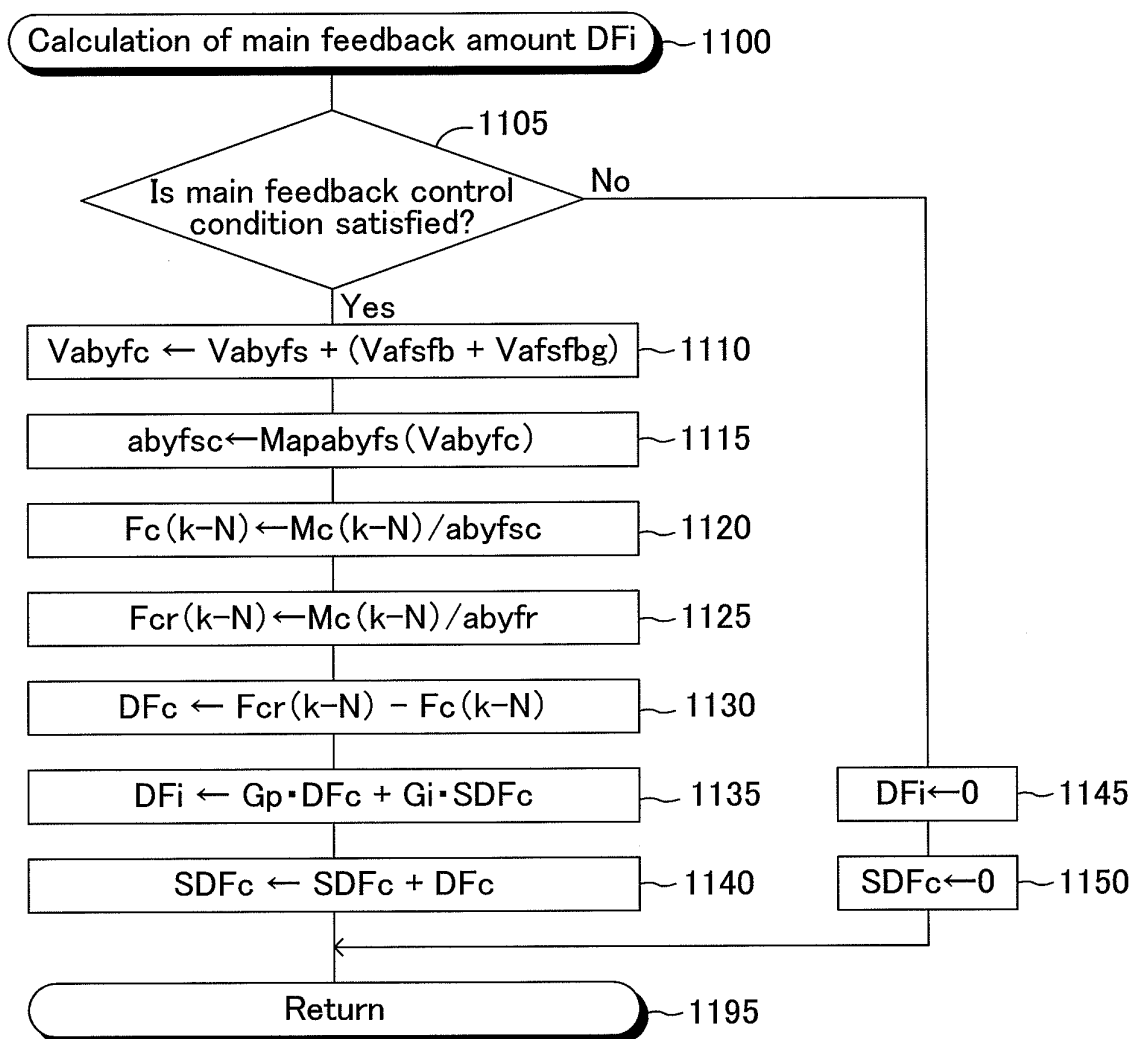 Calculation of main feedback amount DFi
1100
1105
Is main feedback control
condition satisfied?
No
Yes
Vabyfc ← Vabyfs + (Vafsfb + Vafsfbg)
1110
abyfsc←Mapabyfs(Vabyfc)
1115
Fc(k-N)←Mc(k-N)/abyfsc
1120
Fcr(k-N)←Mc(k-N)/abyfr
1125
DFc ← Fcr(k-N) - Fc(k-N)
1130
DFi ← Gp・DFc + Gi・SDFc
1135
DFi←0
1145
SDFc ← SDFc + DFc
1140
SDFc←0
1150
Return
1195